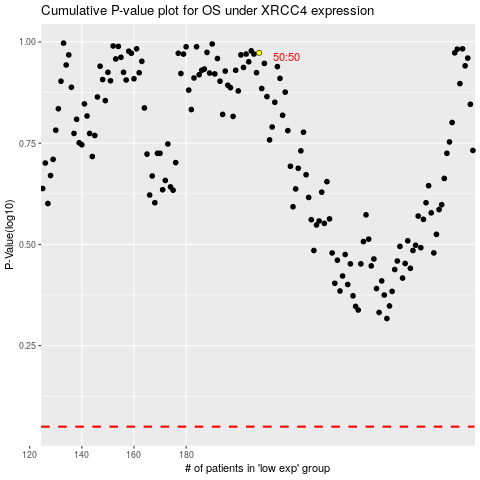 Cumulative P-value plot for OS under XRCC4 expression
1.00
50:50
0.75
0.50
0.25
P-Value(log10)
120 140 160 180
# of patients in 'low exp' group